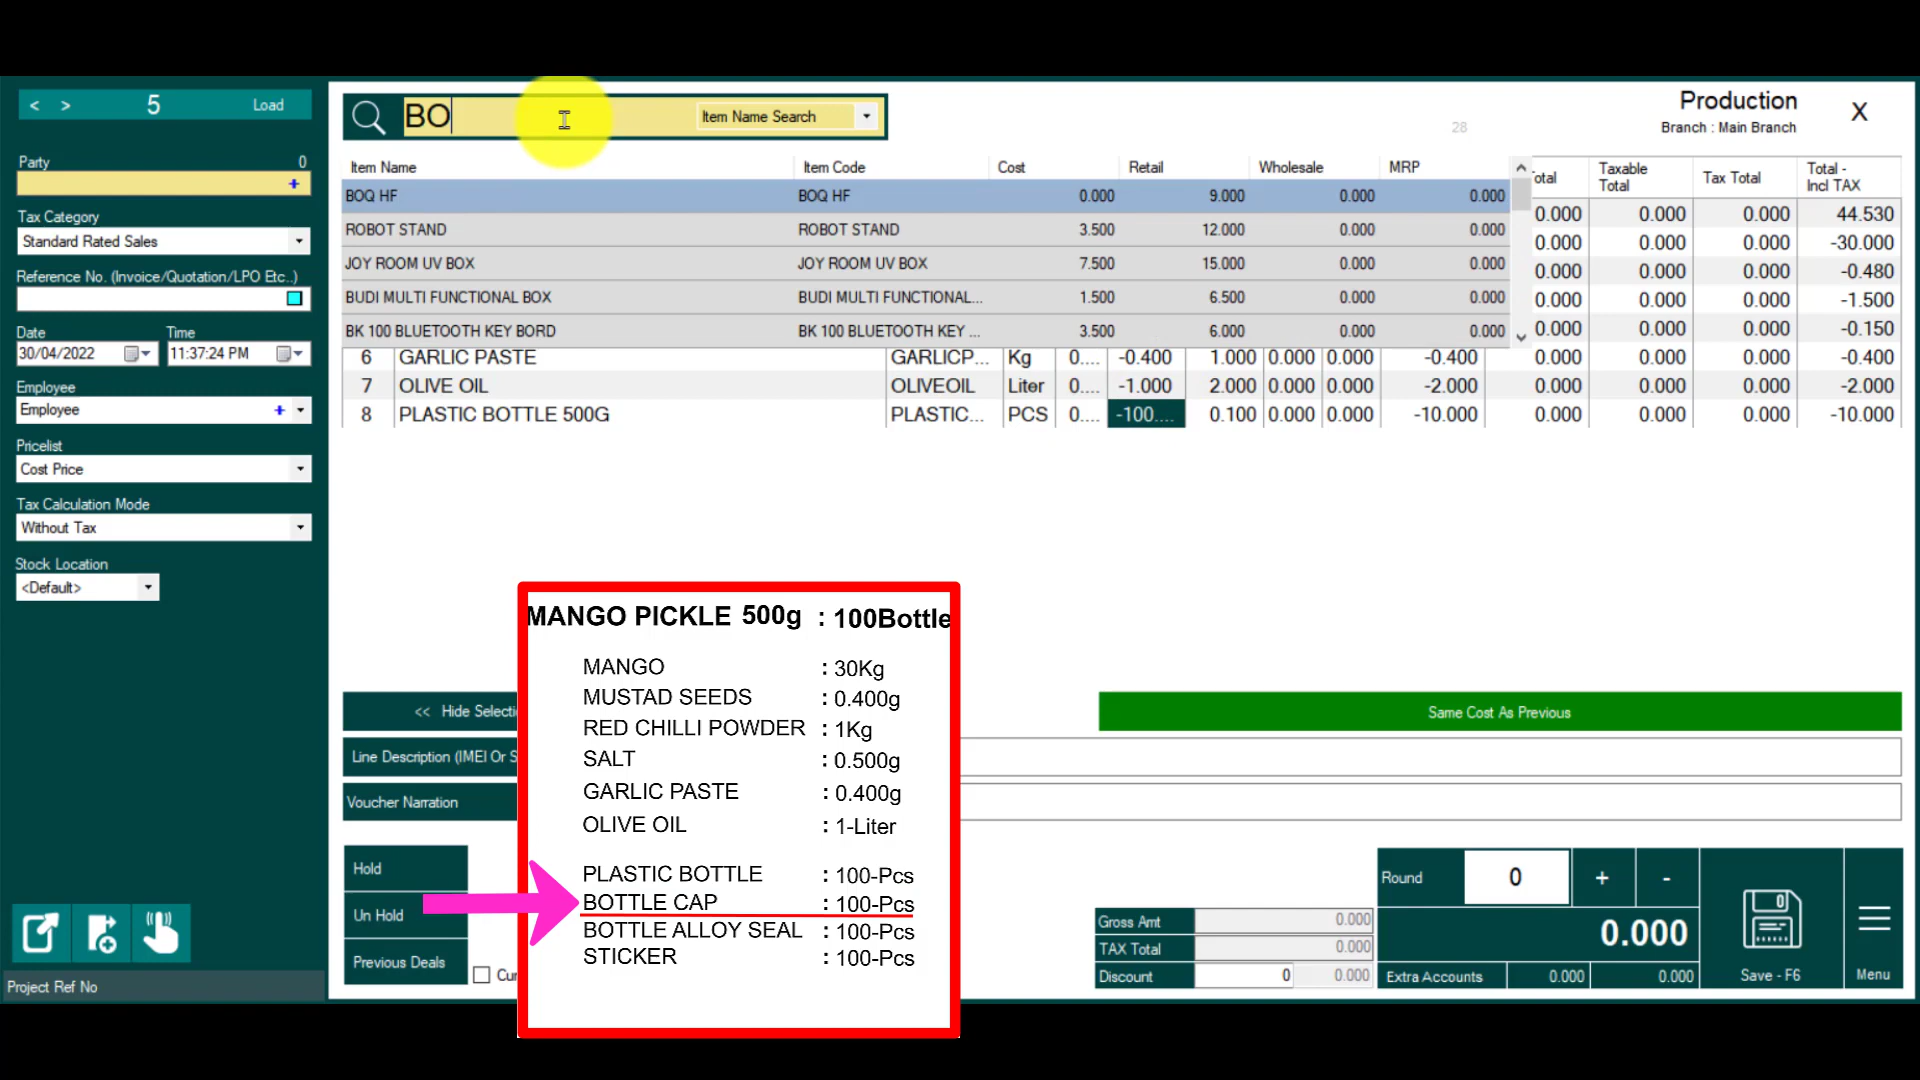 < > 5 Load
Party 0
+
Tax Category
Standard Rated Sales
Reference No. (Invoice/Quotation/LPO Etc..)
Date Time
30/04/2022 11:37:24 PM
Employee
Employee +
Pricelist
Cost Price
Tax Calculation Mode
Without Tax
Stock Location
<Default>
Project Ref No
BO Item Name Search
28
Production
Branch : Main Branch
X
Item Name Item Code Cost Retail Wholesale MRP
BOQ HF BOQ HF 0.000 9.000 0.000 0.000
ROBOT STAND ROBOT STAND 3.500 12.000 0.000 0.000
JOY ROOM UV BOX JOY ROOM UV BOX 7.500 15.000 0.000 0.000
BUDI MULTI FUNCTIONAL BOX BUDI MULTI FUNCTIONAL... 1.500 6.500 0.000 0.000
BK 100 BLUETOOTH KEY BORD BK 100 BLUETOOTH KEY ... 3.500 6.000 0.000 0.000
otal Taxable Total Tax Total Total - Incl TAX
0.000 0.000 0.000 44.530
0.000 0.000 0.000 -30.000
0.000 0.000 0.000 -0.480
0.000 0.000 0.000 -1.500
0.000 0.000 0.000 -0.150
6 GARLIC PASTE GARLICP... Kg 0.... -0.400 1.000 0.000 0.000 -0.400 0.000 0.000 0.000 -0.400
7 OLIVE OIL OLIVEOIL Liter 0.... -1.000 2.000 0.000 0.000 -2.000 0.000 0.000 0.000 -2.000
8 PLASTIC BOTTLE 500G PLASTIC... PCS 0.... -100.... 0.100 0.000 0.000 -10.000 0.000 0.000 0.000 -10.000
<< Hide Selecti
Same Cost As Previous
Line Description (IMEI Or S
Voucher Narration
Hold
Un Hold
Previous Deals
Cur
MANGO PICKLE 500g : 100Bottle
MANGO : 30Kg
MUSTAD SEEDS : 0.400g
RED CHILLI POWDER : 1Kg
SALT : 0.500g
GARLIC PASTE : 0.400g
OLIVE OIL : 1-Liter
PLASTIC BOTTLE : 100-Pcs
BOTTLE CAP : 100-Pcs
BOTTLE ALLOY SEAL : 100-Pcs
STICKER : 100-Pcs
Gross Amt 0.000
TAX Total 0.000
Discount 0 0.000
Round 0 + -
0.000
Extra Accounts 0.000 0.000
Save - F6
Menu